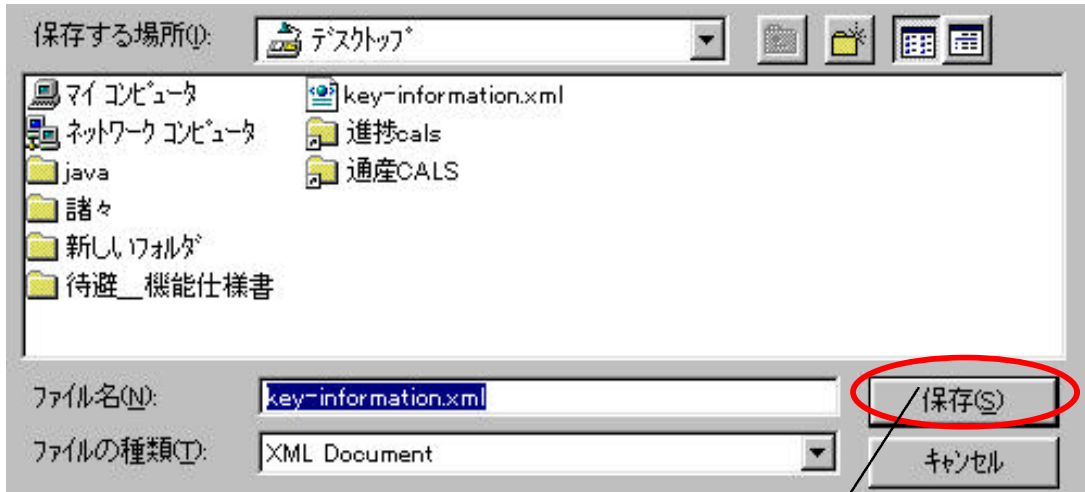 保存する場所(I): デスクトップ
マイ コンピュータ
ネットワーク コンピュータ
java
諸々
新しいフォルダ
待避__機能仕様書
key-information.xml
進捗cals
通産CALS
ファイル名(N): key-information.xml
保存(S)
ファイルの種類(T): XML Document
キャンセル